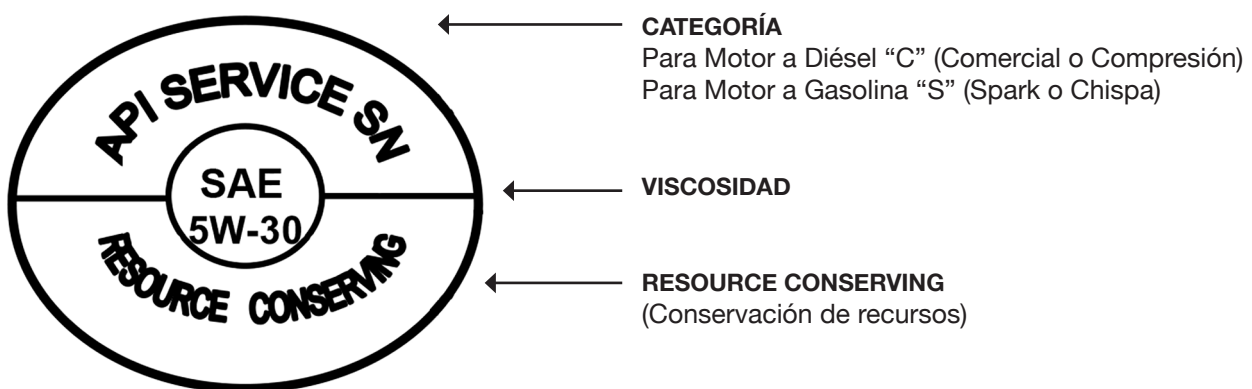 API SERVICE SN
SAE
5W-30
RESOURCE CONSERVING
CATEGORÍA
Para Motor a Diésel “C” (Comercial o Compresión)
Para Motor a Gasolina “S” (Spark o Chispa)
VISCOSIDAD
RESOURCE CONSERVING
(Conservación de recursos)